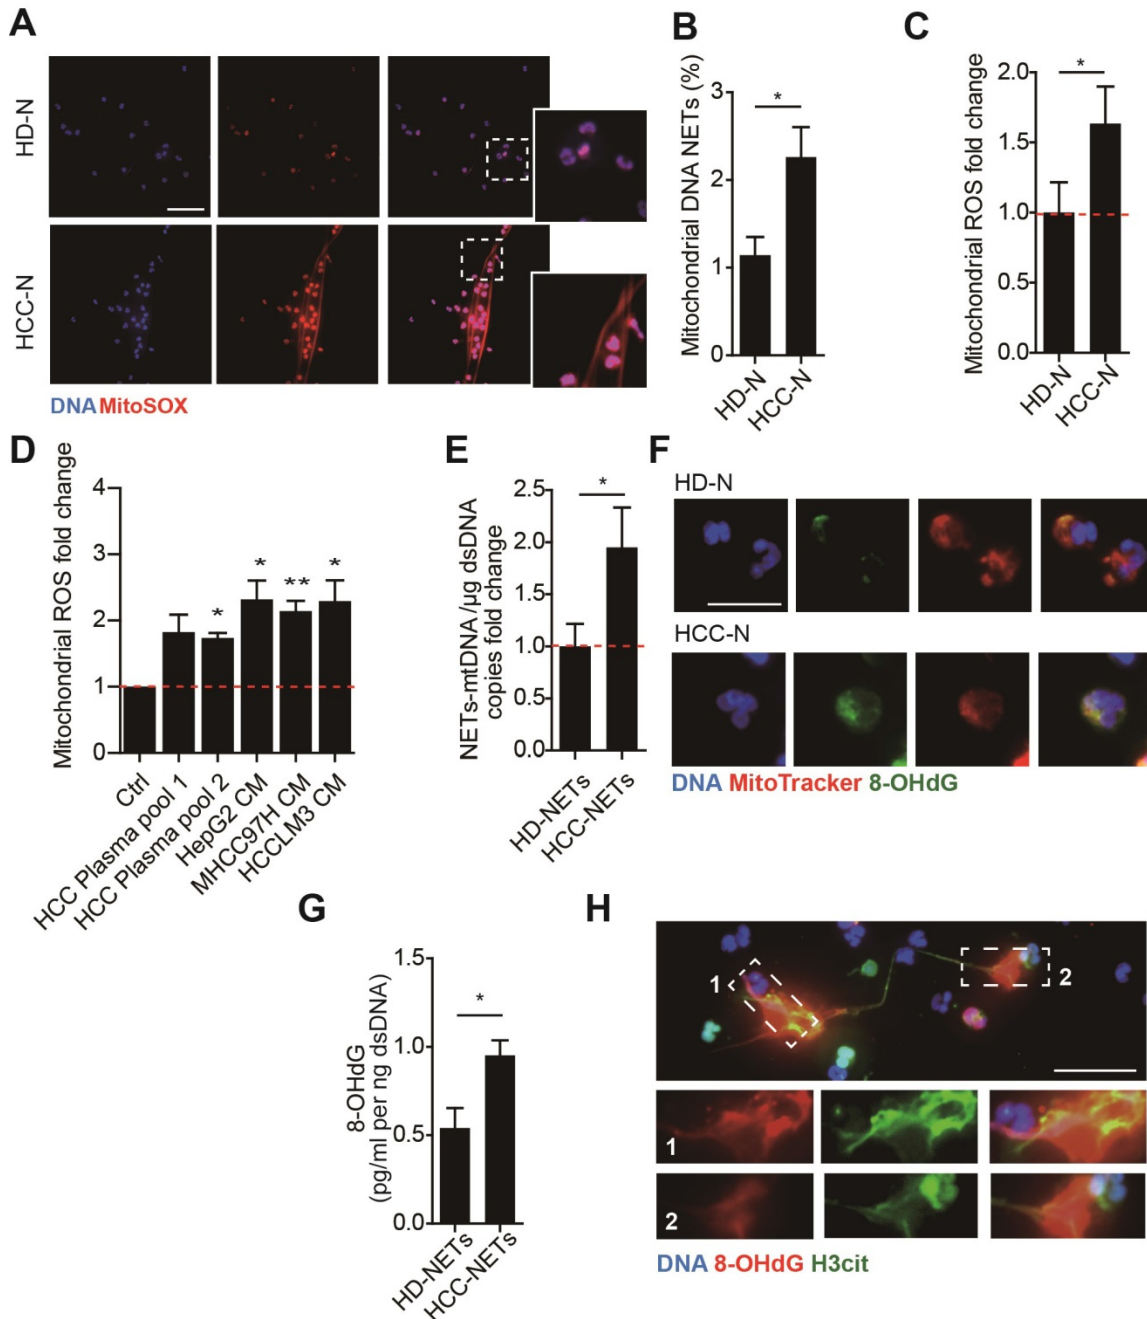 A
HD-N
HCC-N
DNA MitoSOX
B
Mitochondrial DNA NETs (%)
3
2
1
0
*
HD-N
HCC-N
C
Mitochondrial ROS fold change
2.0
1.5
1.0
0.5
0.0
*
HD-N
HCC-N
D
Mitochondrial ROS fold change
4
3
2
1
0
*
*
**
*
Ctrl
HCC Plasma pool 1
HCC Plasma pool 2
HepG2 CM
MHCC97H CM
HCCLM3 CM
E
NETs-mtDNA/µg dsDNA
copies fold change
2.5
2.0
1.5
1.0
0.5
0.0
*
HD-NETs
HCC-NETs
F
HD-N
HCC-N
DNA MitoTracker 8-OHdG
G
8-OHdG
(pg/ml per ng dsDNA)
1.5
1.0
0.5
0.0
*
HD-NETs
HCC-NETs
H
1
2
1
2
DNA 8-OHdG H3cit